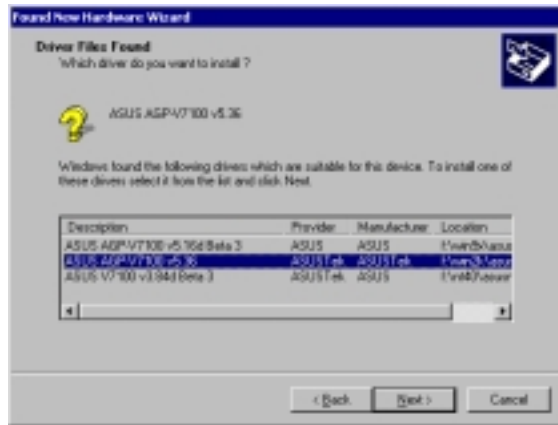 Found New Hardware Wizard
Driver Files Found
Which driver do you want to install ?
ASUS AGP-V7100 v5.36
Windows found the following drivers which are suitable for this device. To install one of
these drivers select it from the list and click Next.
Description Provider Manufacturer Location
ASUS AGP-V7100 v5.16d Beta 3 ASUS ASUS
ASUS AGP-V7100 v5.36 ASUSTek ASUSTek
ASUS V7100 v3.84d Beta 3 ASUSTek ASUSTek
< Back Next > Cancel